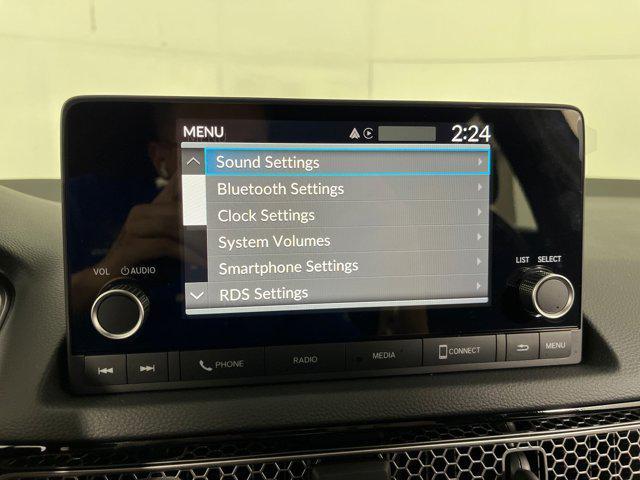 MENU 2:24
Sound Settings
Bluetooth Settings
Clock Settings
System Volumes
Smartphone Settings
RDS Settings
VOL AUDIO
LIST SELECT
PHONE RADIO MEDIA CONNECT MENU